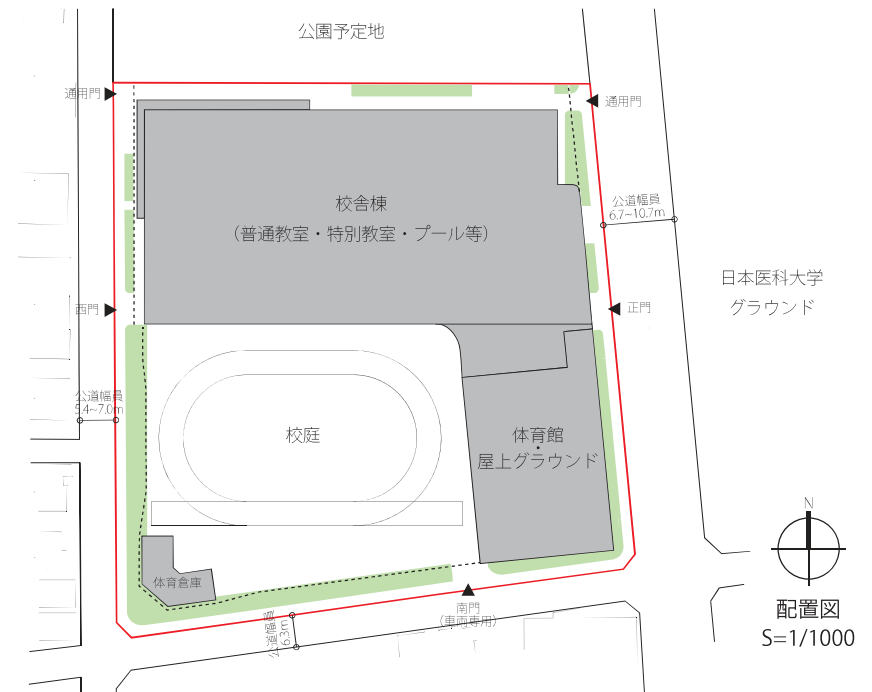 公園予定地
通用門
通用門
校舎棟
（普通教室・特別教室・プール等）
公道幅員
6.7~10.7m
日本医科大学
グラウンド
西門
正門
公道幅員
5.4~7.0m
校庭
体育館
・
屋上グラウンド
体育倉庫
南門
（車両専用）
公道幅員
6.3m
N
配置図
S=1/1000